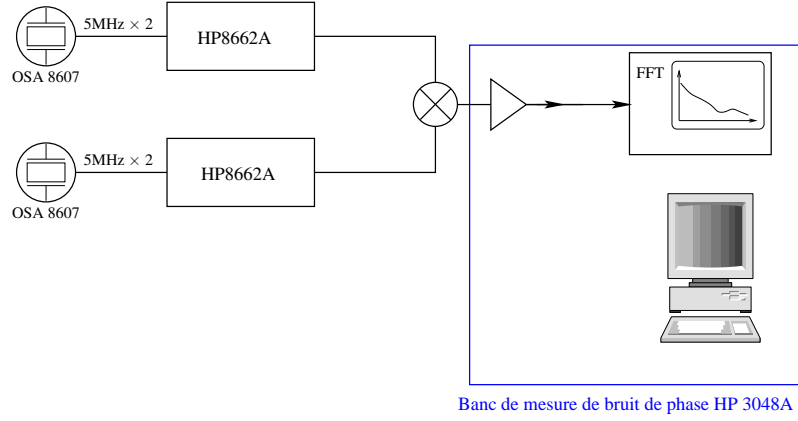 5MHz × 2
HP8662A
OSA 8607
FFT
5MHz × 2
HP8662A
OSA 8607
Banc de mesure de bruit de phase HP 3048A